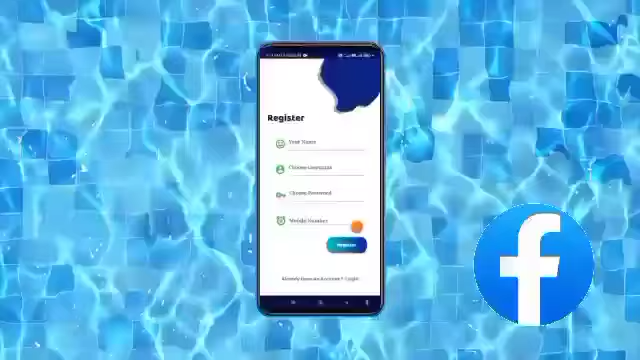 Register
Your Name
Choose Username
Choose Password
Mobile Number
Register
Already have an Account ? Login